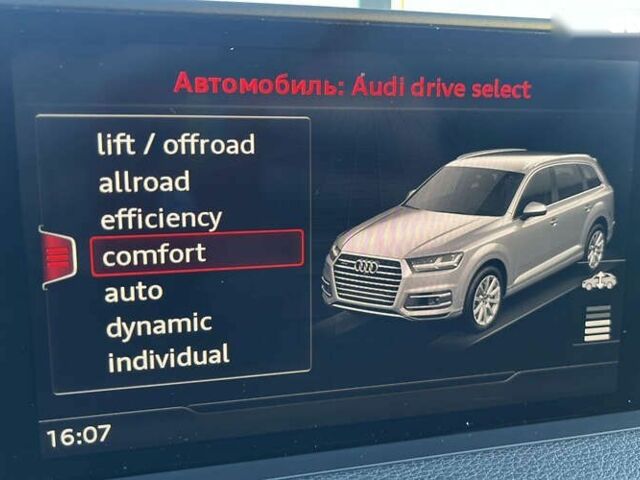 Автомобиль: Audi drive select
lift / offroad
allroad
efficiency
comfort
auto
dynamic
individual
16:07